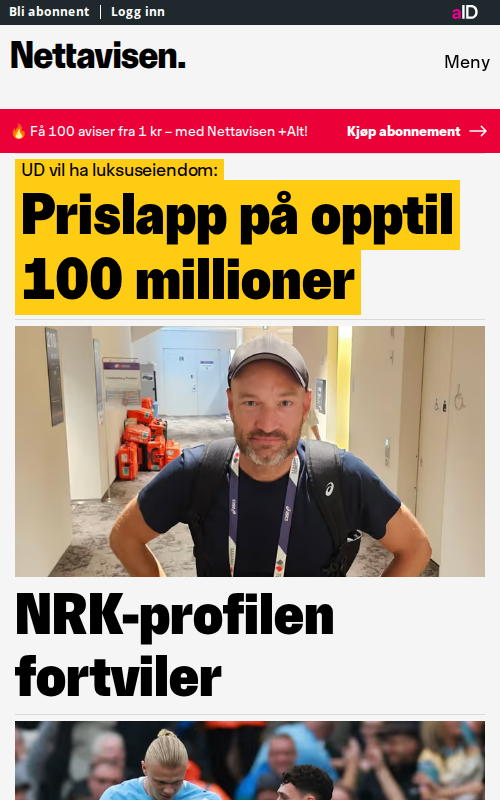 Bli abonnent
Logg inn
aID
Nettavisen.
Meny
🔥 Få 100 aviser fra 1 kr – med Nettavisen +Alt!
Kjøp abonnement →
UD vil ha luksuseiendom:
Prislapp på opptil
100 millioner
NRK-profilen
fortviler